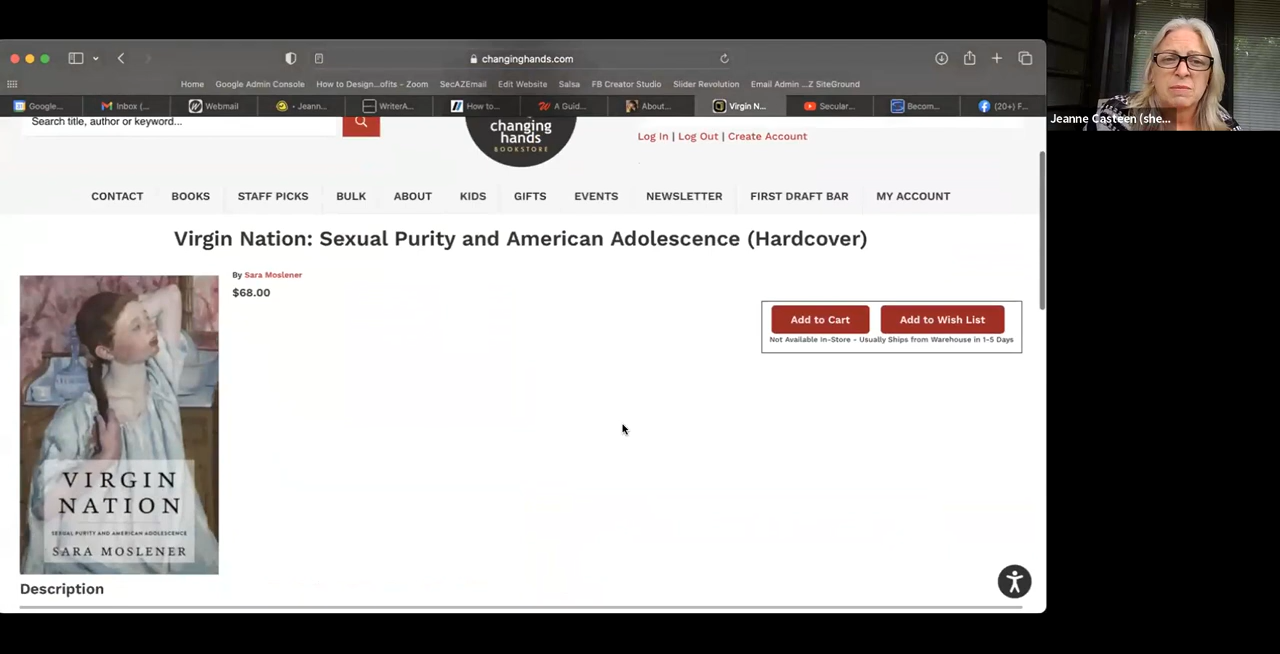 changinghands.com
Home Google Admin Console How to Design...ofits - Zoom SecAZEmail Edit Website Salsa FB Creator Studio Slider Revolution Email Admin ...Z SiteGround
Google... Inbox (... Webmail - Jeann... WriterA... How to... A Guid... About... Virgin N... Secular... Becom... (20+) F...
Search title, author or keyword...
changing
hands
BOOKSTORE
Log In | Log Out | Create Account
CONTACT BOOKS STAFF PICKS BULK ABOUT KIDS GIFTS EVENTS NEWSLETTER FIRST DRAFT BAR MY ACCOUNT
Virgin Nation: Sexual Purity and American Adolescence (Hardcover)
By Sara Moslener
$68.00
Add to Cart Add to Wish List
Not Available In-Store - Usually Ships from Warehouse in 1-5 Days
VIRGIN
NATION
SEXUAL PURITY AND AMERICAN ADOLESCENCE
SARA MOSLENER
Description
Jeanne Casteen (she...